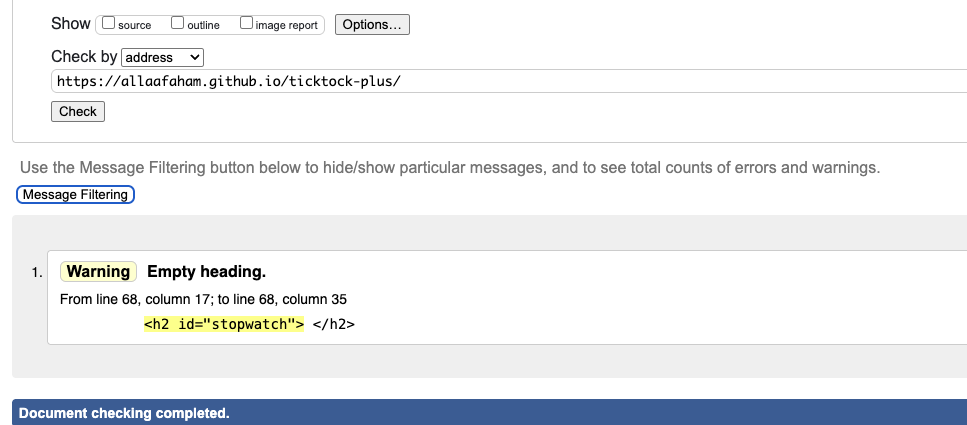 Show source outline image report Options...
Check by address
https://allaafaham.github.io/ticktock-plus/
Check
Use the Message Filtering button below to hide/show particular messages, and to see total counts of errors and warnings.
Message Filtering
1. Warning Empty heading.
From line 68, column 17; to line 68, column 35
<h2 id="stopwatch"> </h2>
Document checking completed.